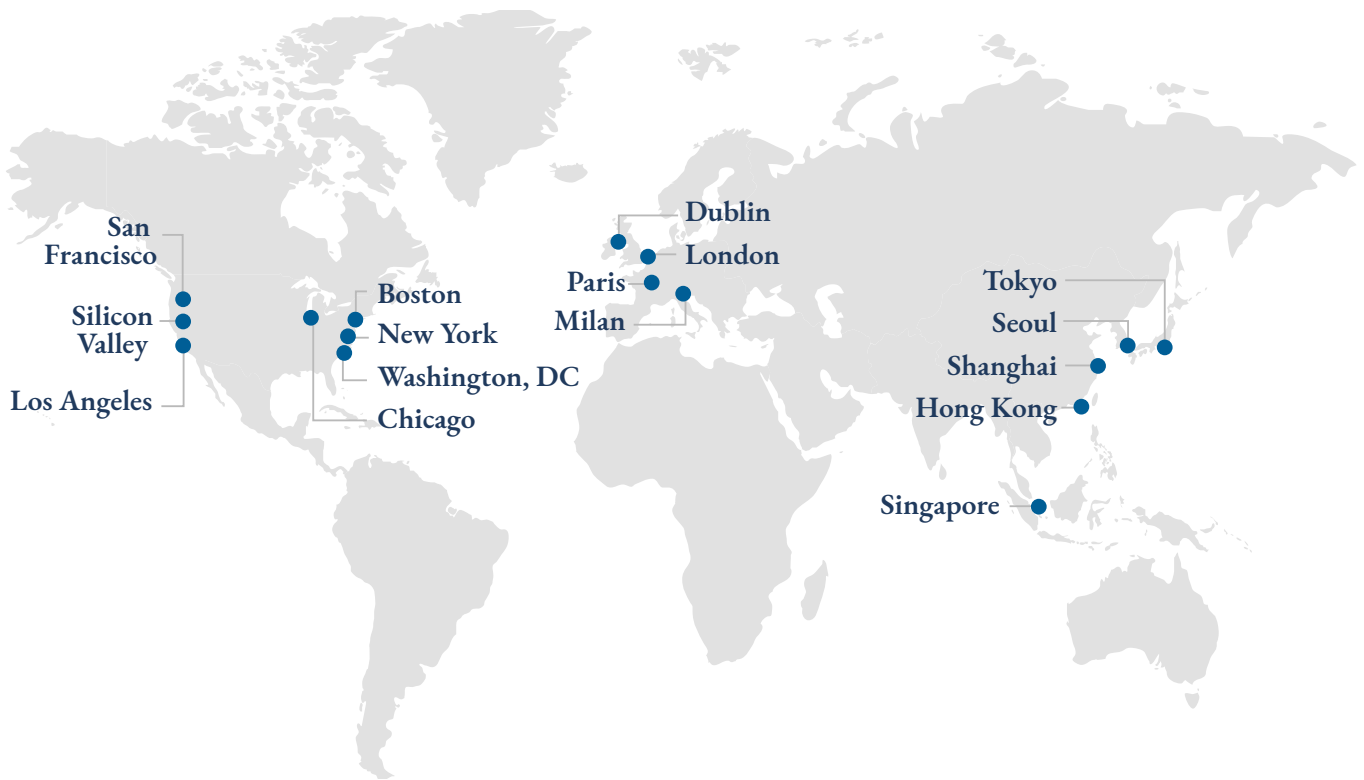 San
Francisco
Silicon
Valley
Los Angeles
Boston
New York
Washington, DC
Chicago
Dublin
London
Paris
Milan
Tokyo
Seoul
Shanghai
Hong Kong
Singapore